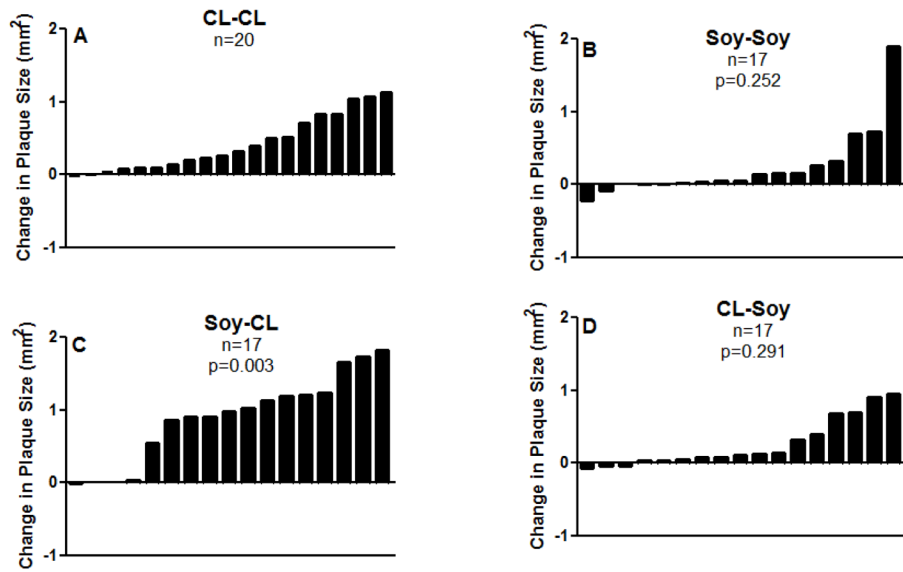 A
CL-CL
n=20
Change in Plaque Size (mm²)
2
1
0
-1
B
Soy-Soy
n=17
p=0.252
Change in Plaque Size (mm²)
2
1
0
-1
C
Soy-CL
n=17
p=0.003
Change in Plaque Size (mm²)
2
1
0
-1
D
CL-Soy
n=17
p=0.291
Change in Plaque Size (mm²)
2
1
0
-1